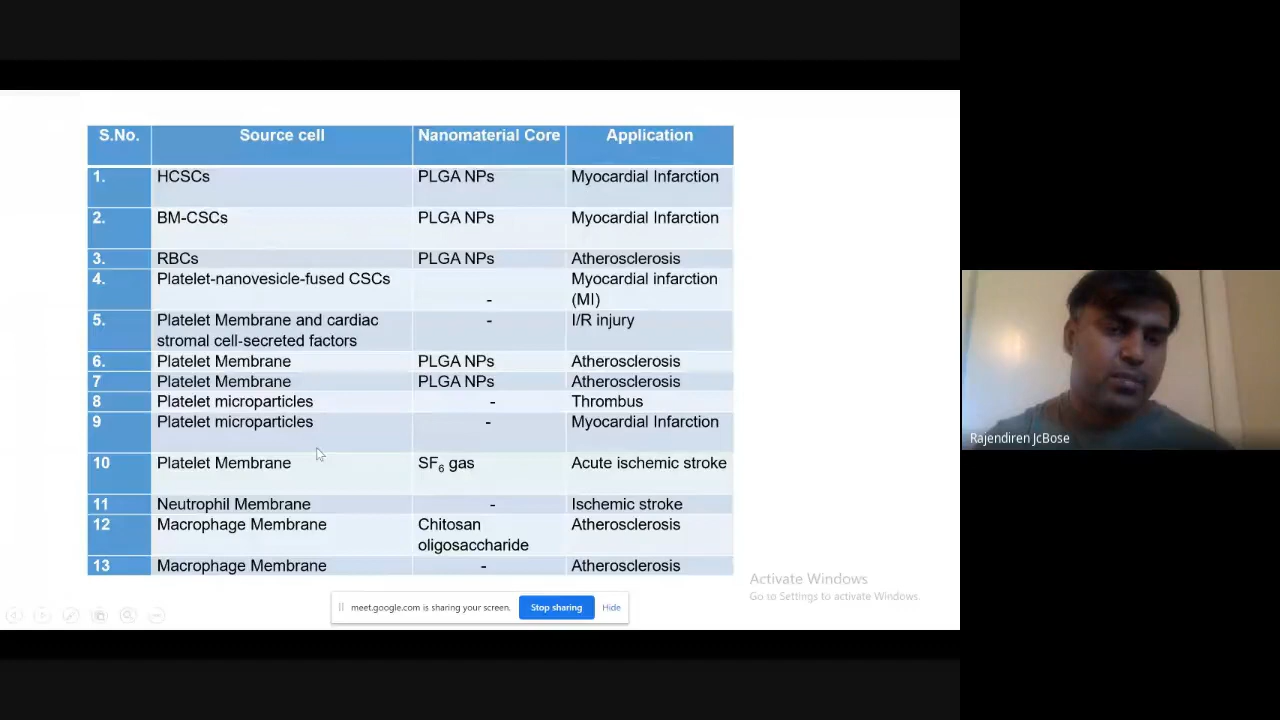 S.No. Source cell Nanomaterial Core Application
1. HCSCs PLGA NPs Myocardial Infarction
2. BM-CSCs PLGA NPs Myocardial Infarction
3. RBCs PLGA NPs Atherosclerosis
4. Platelet-nanovesicle-fused CSCs - Myocardial infarction
(MI)
5. Platelet Membrane and cardiac - I/R injury
stromal cell-secreted factors
6. Platelet Membrane PLGA NPs Atherosclerosis
7 Platelet Membrane PLGA NPs Atherosclerosis
8 Platelet microparticles - Thrombus
9 Platelet microparticles - Myocardial Infarction
10 Platelet Membrane SF₆ gas Acute ischemic stroke
11 Neutrophil Membrane - Ischemic stroke
12 Macrophage Membrane Chitosan Atherosclerosis
oligosaccharide
13 Macrophage Membrane - Atherosclerosis
Rajendiren JcBose
Activate Windows
Go to Settings to activate Windows.
meet.google.com is sharing your screen. Stop sharing Hide